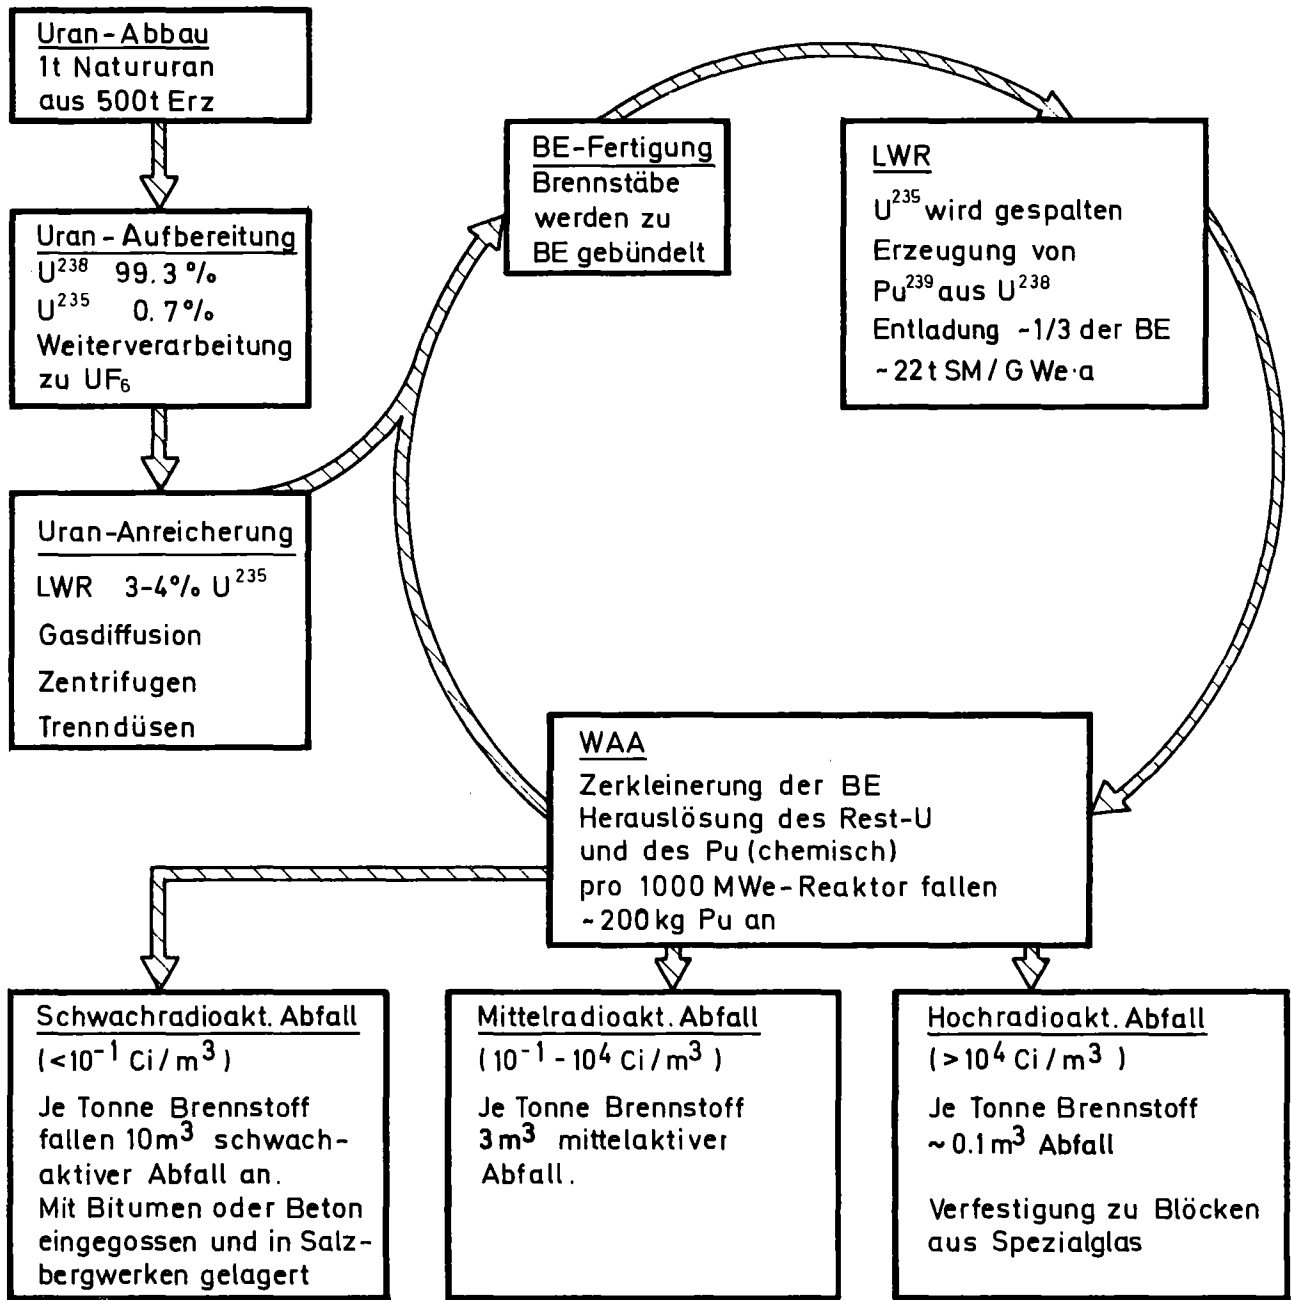 Uran-Abbau
1t Natururan
aus 500t Erz
Uran-Aufbereitung
U²³⁸ 99.3 %
U²³⁵ 0.7 %
Weiterverarbeitung
zu UF₆
Uran-Anreicherung
LWR 3-4% U²³⁵
Gasdiffusion
Zentrifugen
Trenndüsen
BE-Fertigung
Brennstäbe
werden zu
BE gebündelt
LWR
U²³⁵ wird gespalten
Erzeugung von
Pu²³⁹ aus U²³⁸
Entladung ~1/3 der BE
~22t SM/GWe·a
WAA
Zerkleinerung der BE
Herauslösung des Rest-U
und des Pu (chemisch)
pro 1000 MWe-Reaktor fallen
~200kg Pu an
Schwachradioakt. Abfall
(<10⁻¹ Ci/m³)
Je Tonne Brennstoff
fallen 10m³ schwach-
aktiver Abfall an.
Mit Bitumen oder Beton
eingegossen und in Salz-
bergwerken gelagert
Mittelradioakt. Abfall
(10⁻¹ - 10⁴ Ci/m³)
Je Tonne Brennstoff
3m³ mittelaktiver
Abfall.
Hochradioakt. Abfall
(>10⁴ Ci/m³)
Je Tonne Brennstoff
~0.1m³ Abfall
Verfestigung zu Blöcken
aus Spezialglas